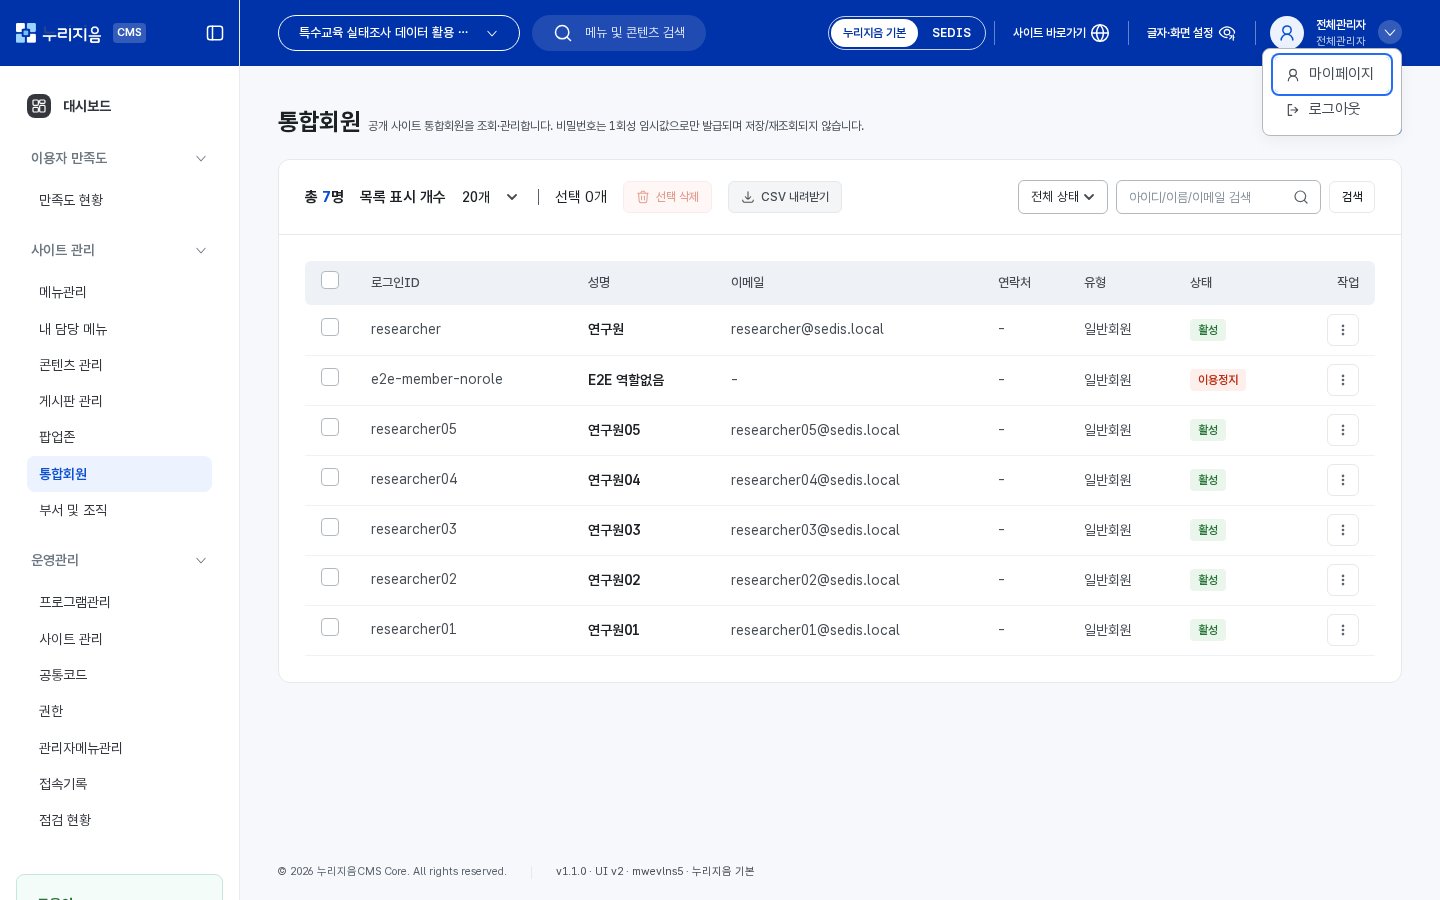 누리지음 CMS
특수교육 실태조사 데이터 활용 ···
메뉴 및 콘텐츠 검색
누리지음 기본
SEDIS
사이트 바로가기
글자·화면 설정
전체관리자
전체관리자
마이페이지
로그아웃
대시보드
이용자 만족도
만족도 현황
사이트 관리
메뉴관리
내 담당 메뉴
콘텐츠 관리
게시판 관리
팝업존
통합회원
부서 및 조직
운영관리
프로그램관리
사이트 관리
공통코드
권한
관리자메뉴관리
접속기록
점검 현황
통합회원 공개 사이트 통합회원을 조회·관리합니다. 비밀번호는 1회성 임시값으로만 발급되며 저장/재조회되지 않습니다.
총 7명 목록 표시 개수 20개 선택 0개 선택 삭제 CSV 내려받기 전체 상태 아이디/이름/이메일 검색 검색
로그인ID 성명 이메일 연락처 유형 상태 작업
researcher 연구원 researcher@sedis.local - 일반회원 활성
e2e-member-norole E2E 역할없음 - - 일반회원 이용정지
researcher05 연구원05 researcher05@sedis.local - 일반회원 활성
researcher04 연구원04 researcher04@sedis.local - 일반회원 활성
researcher03 연구원03 researcher03@sedis.local - 일반회원 활성
researcher02 연구원02 researcher02@sedis.local - 일반회원 활성
researcher01 연구원01 researcher01@sedis.local - 일반회원 활성
© 2026 누리지음CMS Core. All rights reserved.
v1.1.0 · UI v2 · mwevlns5 · 누리지음 기본